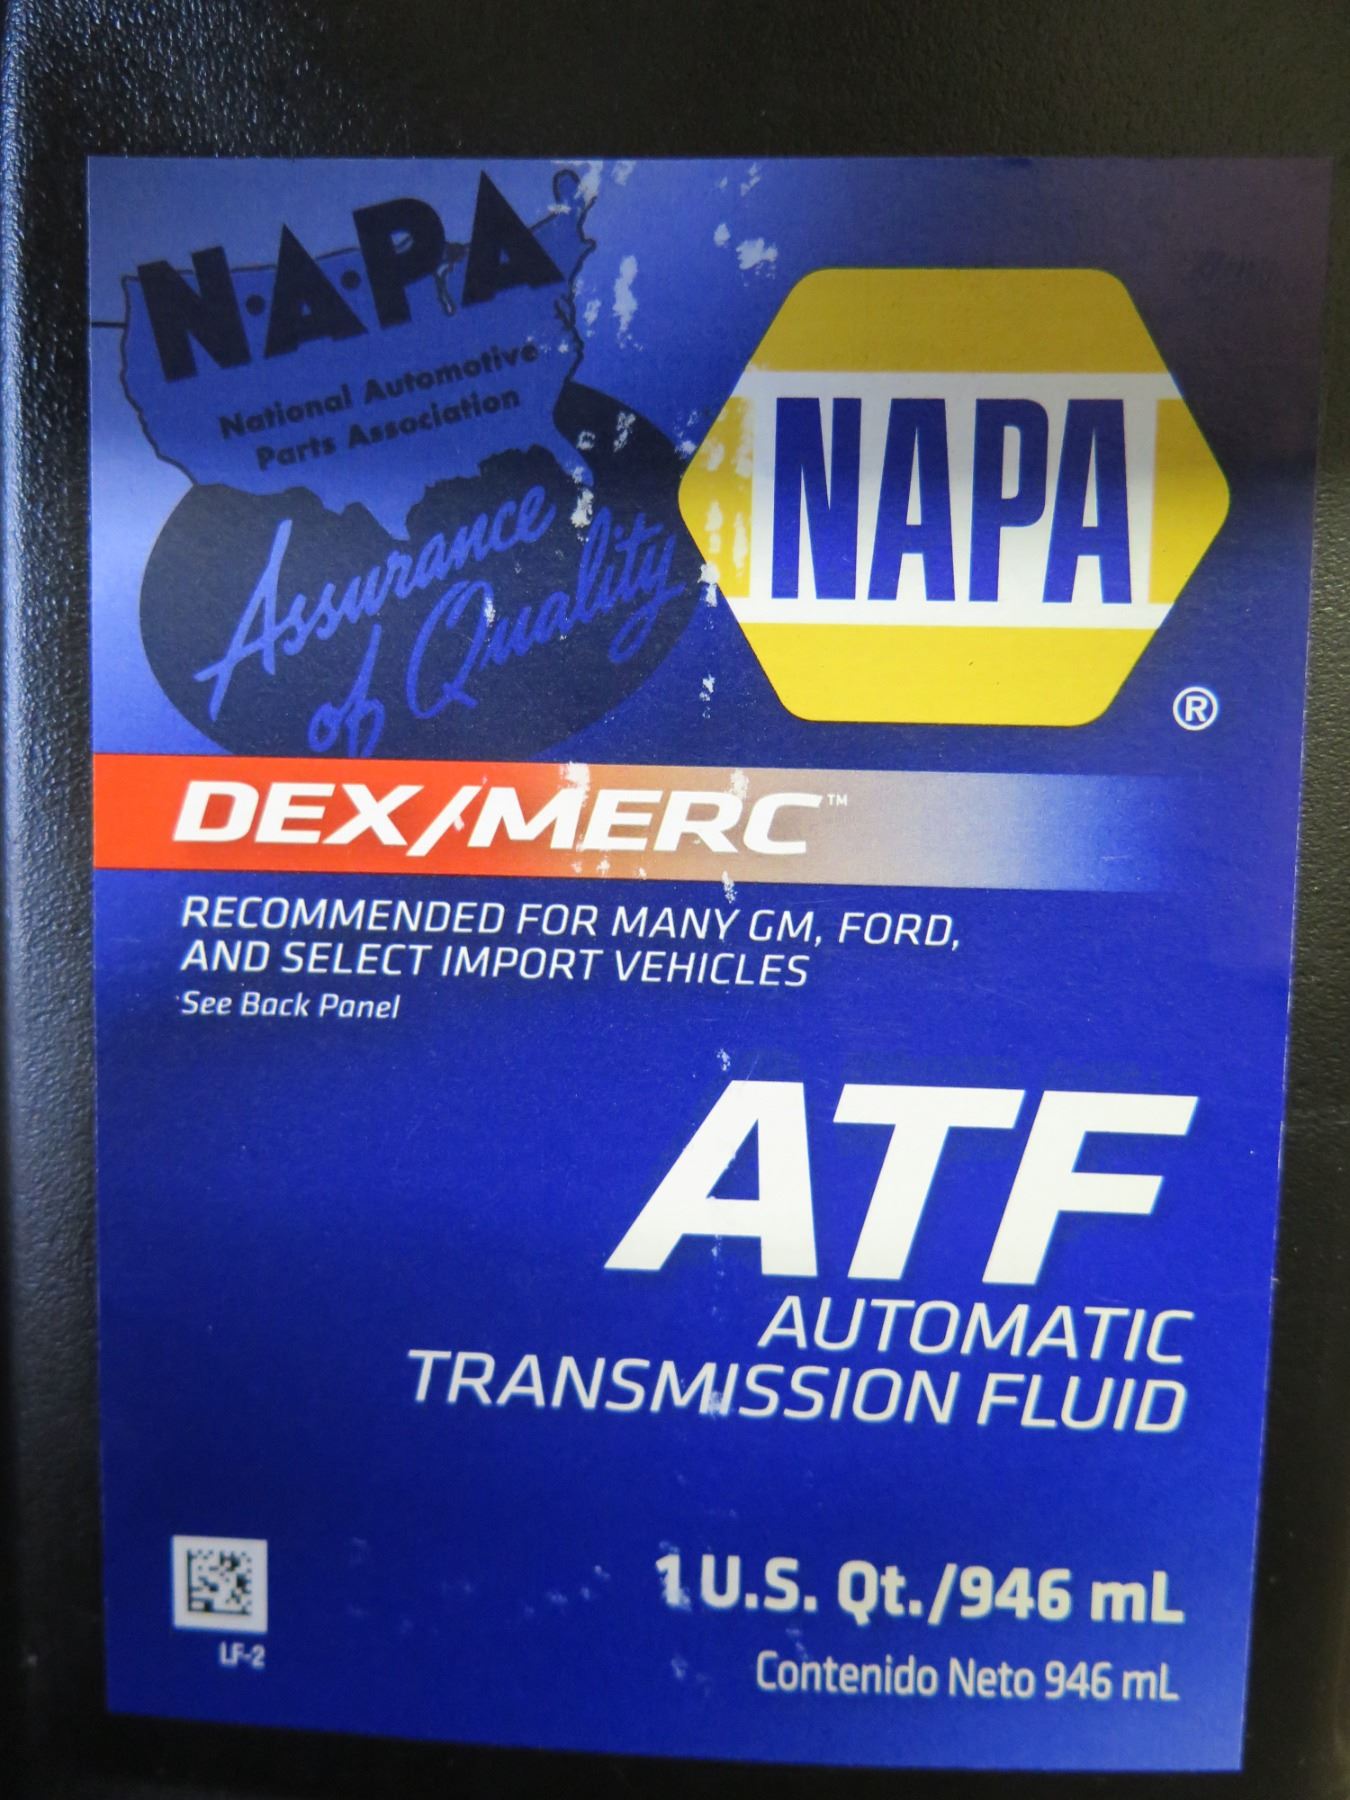 N·A·P·A
National Automotive
Parts Association
Assurance
of Quality
NAPA
®
DEX/MERC™
RECOMMENDED FOR MANY GM, FORD,
AND SELECT IMPORT VEHICLES
See Back Panel
ATF
AUTOMATIC
TRANSMISSION FLUID
1 U.S. Qt./946 mL
Contenido Neto 946 mL
LF-2